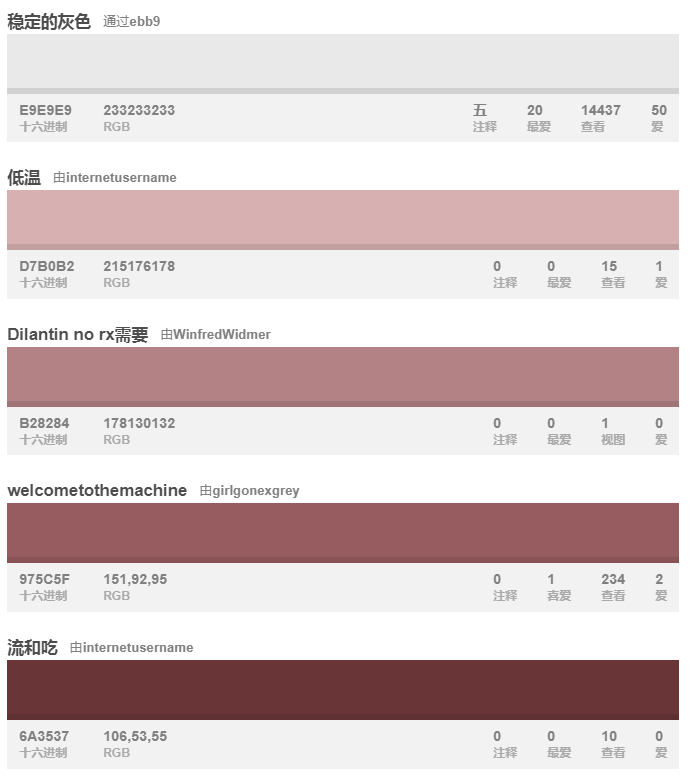 稳定的灰色 通过ebb9
E9E9E9 233233233 五 20 14437 50
十六进制 RGB 注释 最爱 查看 爱
低温 由internetusername
D7B0B2 215176178 0 0 15 1
十六进制 RGB 注释 最爱 查看 爱
Dilantin no rx需要 由WinfredWidmer
B28284 178130132 0 0 1 0
十六进制 RGB 注释 最爱 视图 爱
welcometothemachine 由girlgonexgrey
975C5F 151,92,95 0 1 234 2
十六进制 RGB 注释 喜爱 查看 爱
流和吃 由internetusername
6A3537 106,53,55 0 0 10 0
十六进制 RGB 注释 最爱 查看 爱